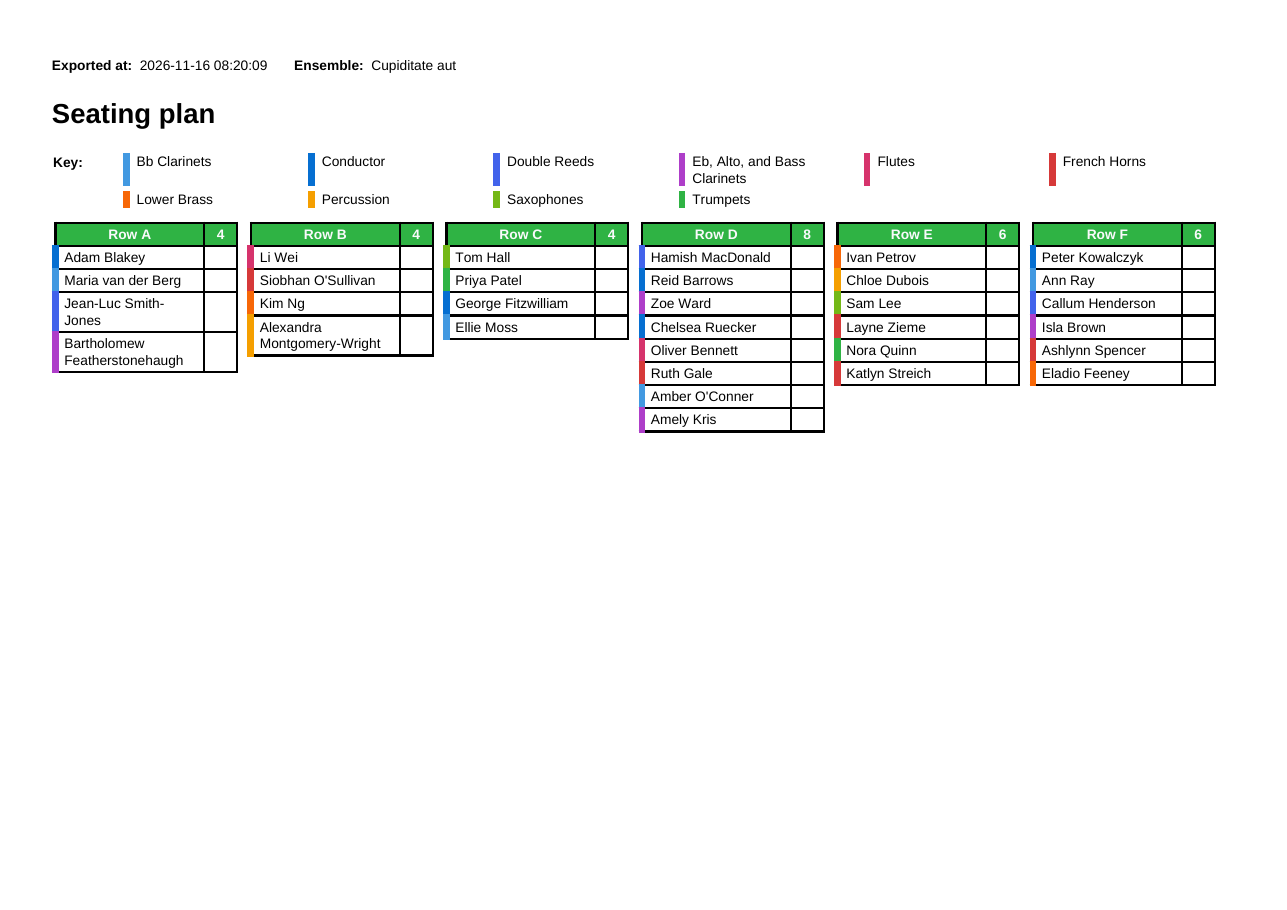 Exported at: 2026-11-16 08:20:09 Ensemble: Cupiditate aut
Seating plan
Key:
Bb Clarinets
Conductor
Double Reeds
Eb, Alto, and Bass
Clarinets
Flutes
French Horns
Lower Brass
Percussion
Saxophones
Trumpets
Row A 4
Adam Blakey
Maria van der Berg
Jean-Luc Smith-
Jones
Bartholomew
Featherstonehaugh
Row B 4
Li Wei
Siobhan O'Sullivan
Kim Ng
Alexandra
Montgomery-Wright
Row C 4
Tom Hall
Priya Patel
George Fitzwilliam
Ellie Moss
Row D 8
Hamish MacDonald
Reid Barrows
Zoe Ward
Chelsea Ruecker
Oliver Bennett
Ruth Gale
Amber O'Conner
Amely Kris
Row E 6
Ivan Petrov
Chloe Dubois
Sam Lee
Layne Zieme
Nora Quinn
Katlyn Streich
Row F 6
Peter Kowalczyk
Ann Ray
Callum Henderson
Isla Brown
Ashlynn Spencer
Eladio Feeney